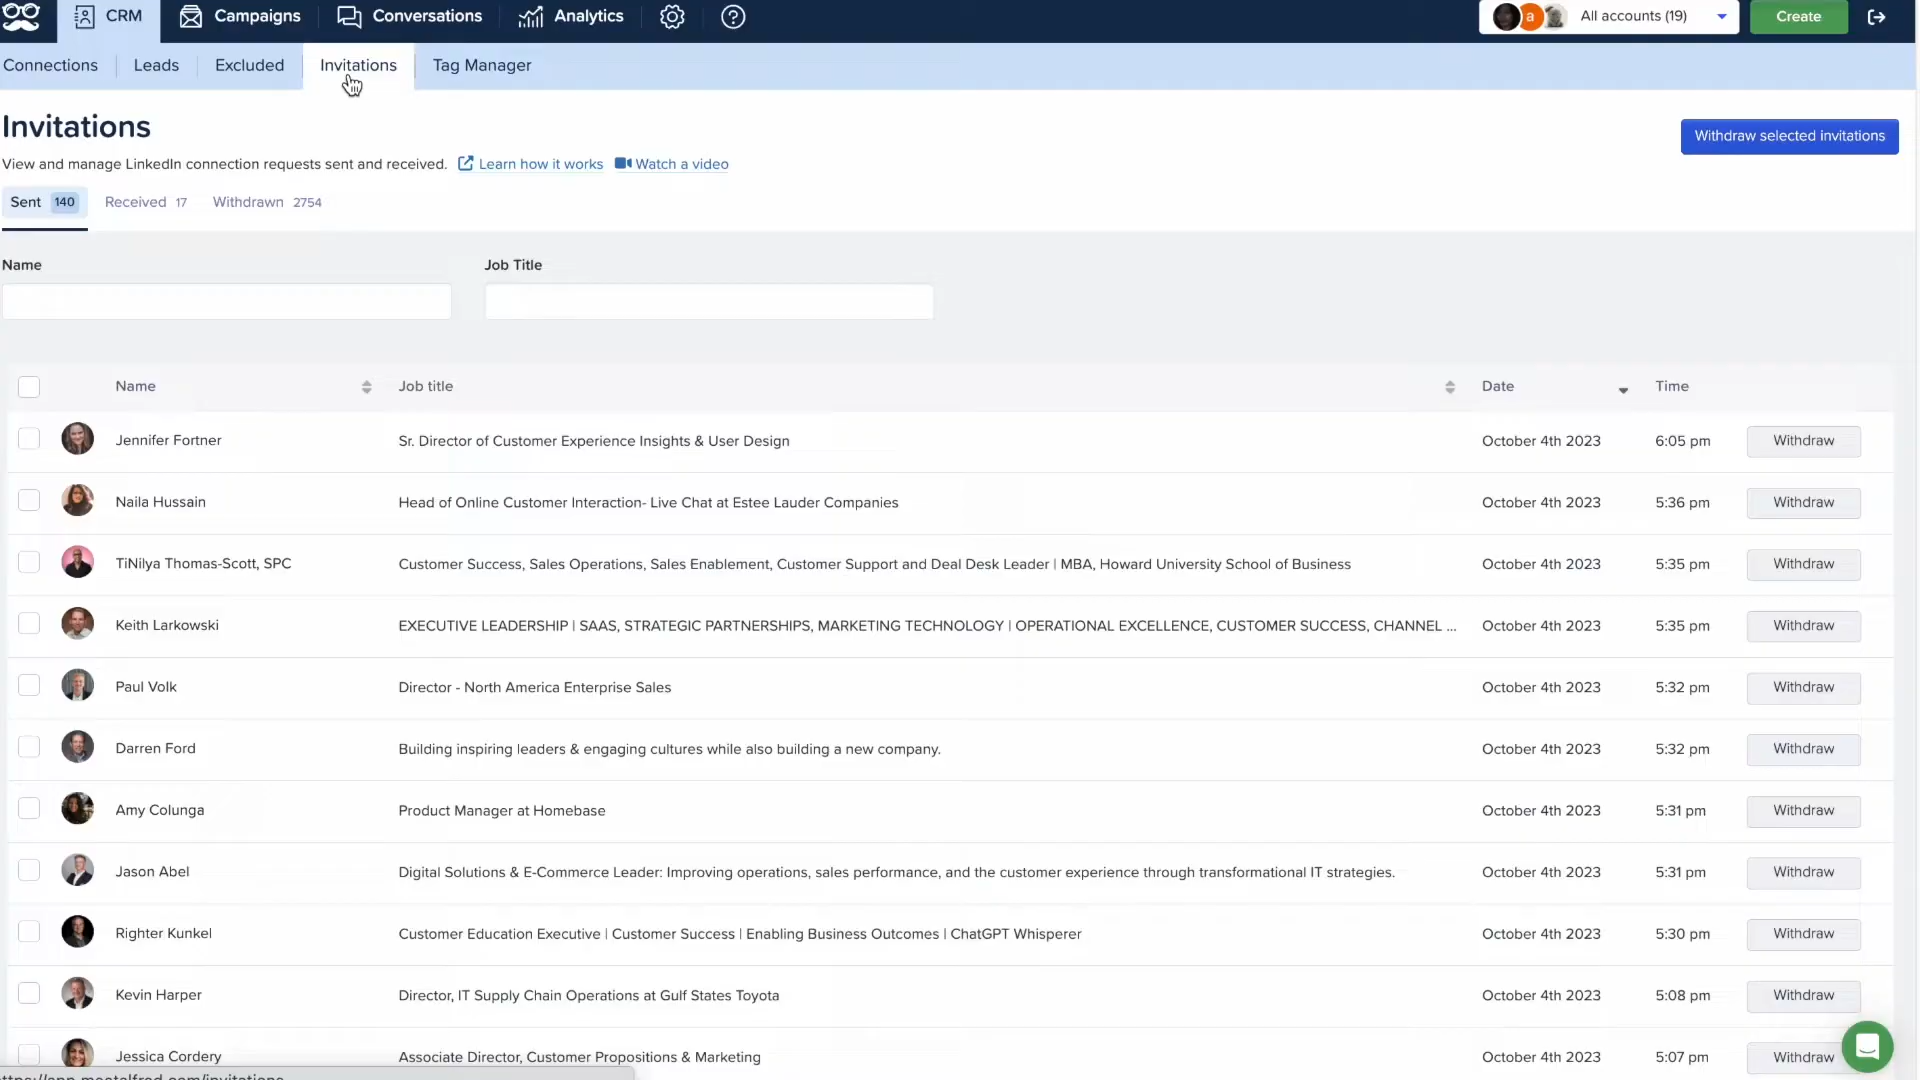 CRM Campaigns Conversations Analytics a All accounts (19) Create
Connections Leads Excluded Invitations Tag Manager
Invitations
Withdraw selected invitations
View and manage LinkedIn connection requests sent and received. Learn how it works Watch a video
Sent 140 Received 17 Withdrawn 2754
Name Job Title
Name Job title Date Time
Jennifer Fortner Sr. Director of Customer Experience Insights & User Design October 4th 2023 6:05 pm Withdraw
Naila Hussain Head of Online Customer Interaction- Live Chat at Estee Lauder Companies October 4th 2023 5:36 pm Withdraw
TiNilya Thomas-Scott, SPC Customer Success, Sales Operations, Sales Enablement, Customer Support and Deal Desk Leader | MBA, Howard University School of Business October 4th 2023 5:35 pm Withdraw
Keith Larkowski EXECUTIVE LEADERSHIP | SAAS, STRATEGIC PARTNERSHIPS, MARKETING TECHNOLOGY | OPERATIONAL EXCELLENCE, CUSTOMER SUCCESS, CHANNEL ... October 4th 2023 5:35 pm Withdraw
Paul Volk Director - North America Enterprise Sales October 4th 2023 5:32 pm Withdraw
Darren Ford Building inspiring leaders & engaging cultures while also building a new company. October 4th 2023 5:32 pm Withdraw
Amy Colunga Product Manager at Homebase October 4th 2023 5:31 pm Withdraw
Jason Abel Digital Solutions & E-Commerce Leader: Improving operations, sales performance, and the customer experience through transformational IT strategies. October 4th 2023 5:31 pm Withdraw
Righter Kunkel Customer Education Executive | Customer Success | Enabling Business Outcomes | ChatGPT Whisperer October 4th 2023 5:30 pm Withdraw
Kevin Harper Director, IT Supply Chain Operations at Gulf States Toyota October 4th 2023 5:08 pm Withdraw
Jessica Cordery Associate Director, Customer Propositions & Marketing October 4th 2023 5:07 pm Withdraw